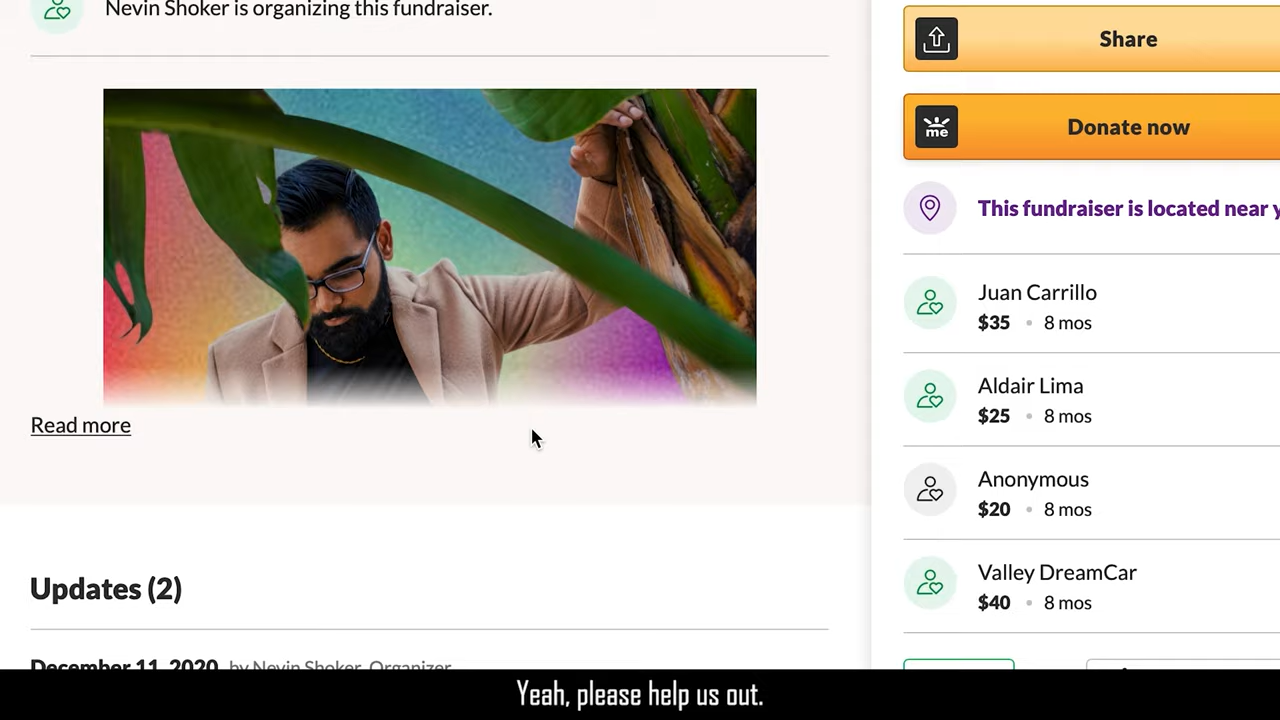 Nevin Shoker is organizing this fundraiser.
Read more
Updates (2)
December 11, 2020 by Nevin Shoker, Organizer
Share
me
Donate now
This fundraiser is located near y
Juan Carrillo
$35 • 8 mos
Aldair Lima
$25 • 8 mos
Anonymous
$20 • 8 mos
Valley DreamCar
$40 • 8 mos
Yeah, please help us out.